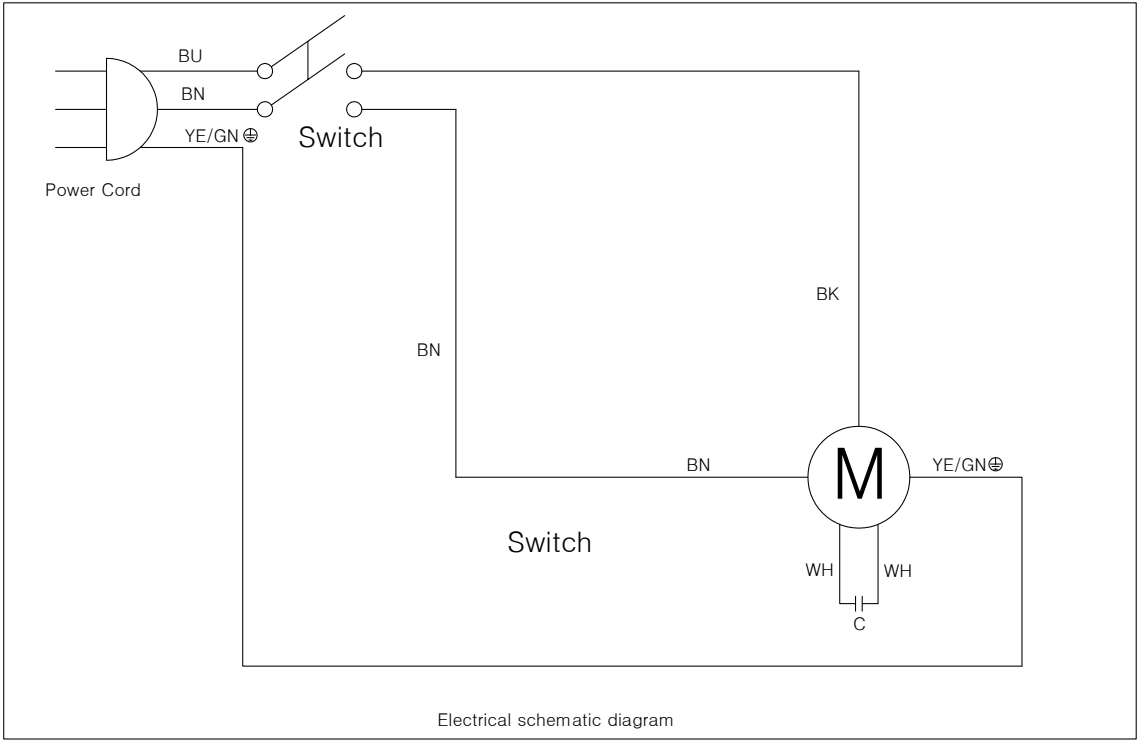 BU
BN
YE/GN
Switch
Power Cord
BK
BN
BN
M
YE/GN
Switch
WH
WH
C
Electrical schematic diagram